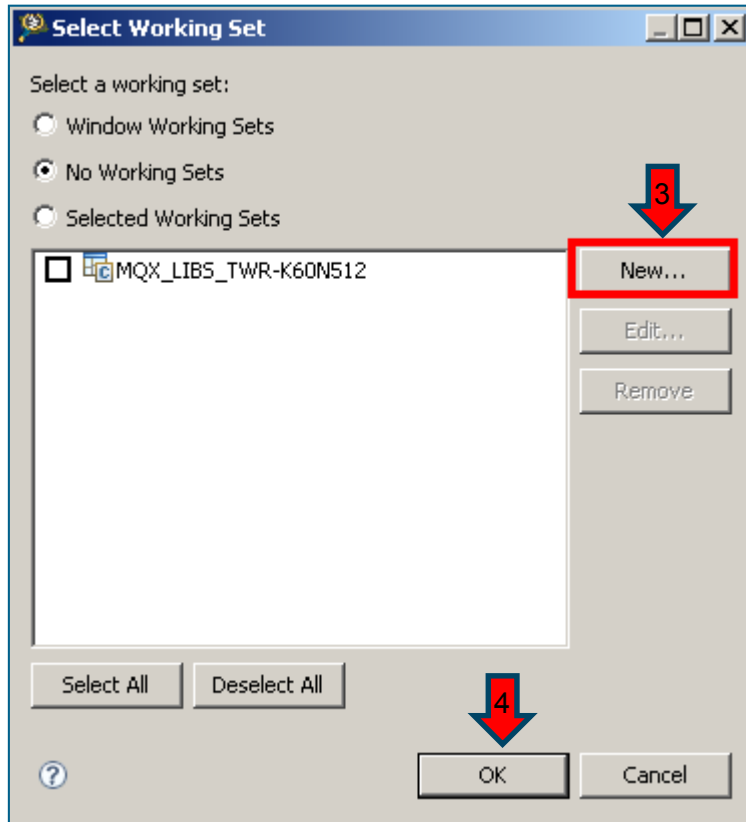 Select Working Set
Select a working set:
Window Working Sets
No Working Sets
3
Selected Working Sets
MQX_LIBS_TWR-K60N512
New...
Edit...
Remove
Select All Deselect All
4
? OK Cancel